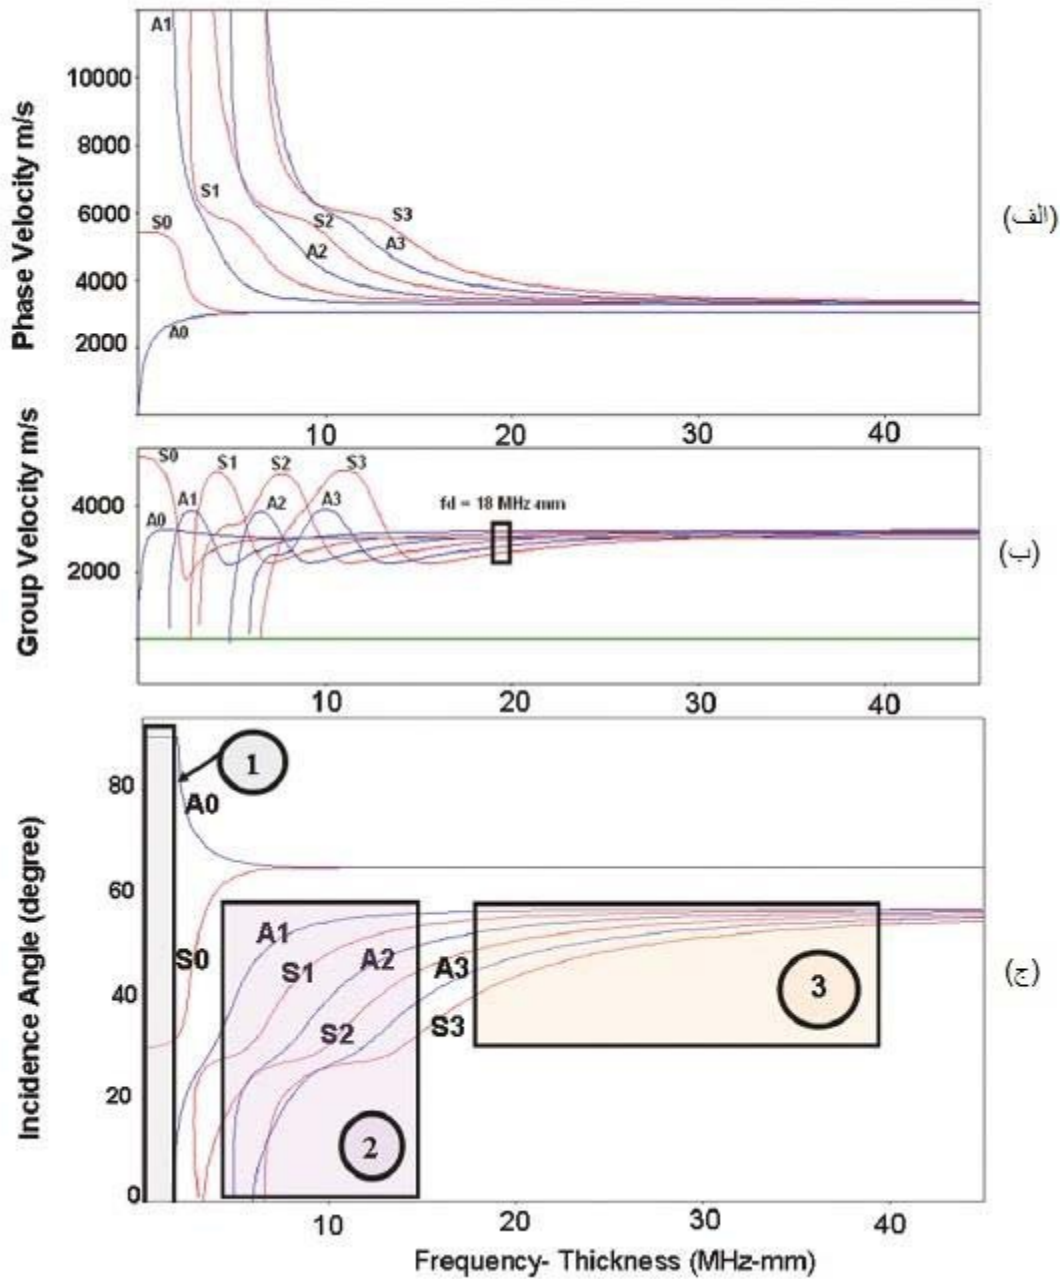 Phase Velocity m/s
10000
8000
6000
4000
2000
A1
S0
S1
S2
S3
A2
A3
A0
10
20
30
40
(الف)
Group Velocity m/s
4000
2000
S0
S1
S2
S3
A0
A1
A2
A3
fd = 18 MHz-mm
10
20
30
40
(ب)
Incidence Angle (degree)
80
60
40
20
0
1
A0
S0
A1
S1
A2
S2
A3
S3
2
3
10
20
30
40
(ج)
Frequency- Thickness (MHz-mm)